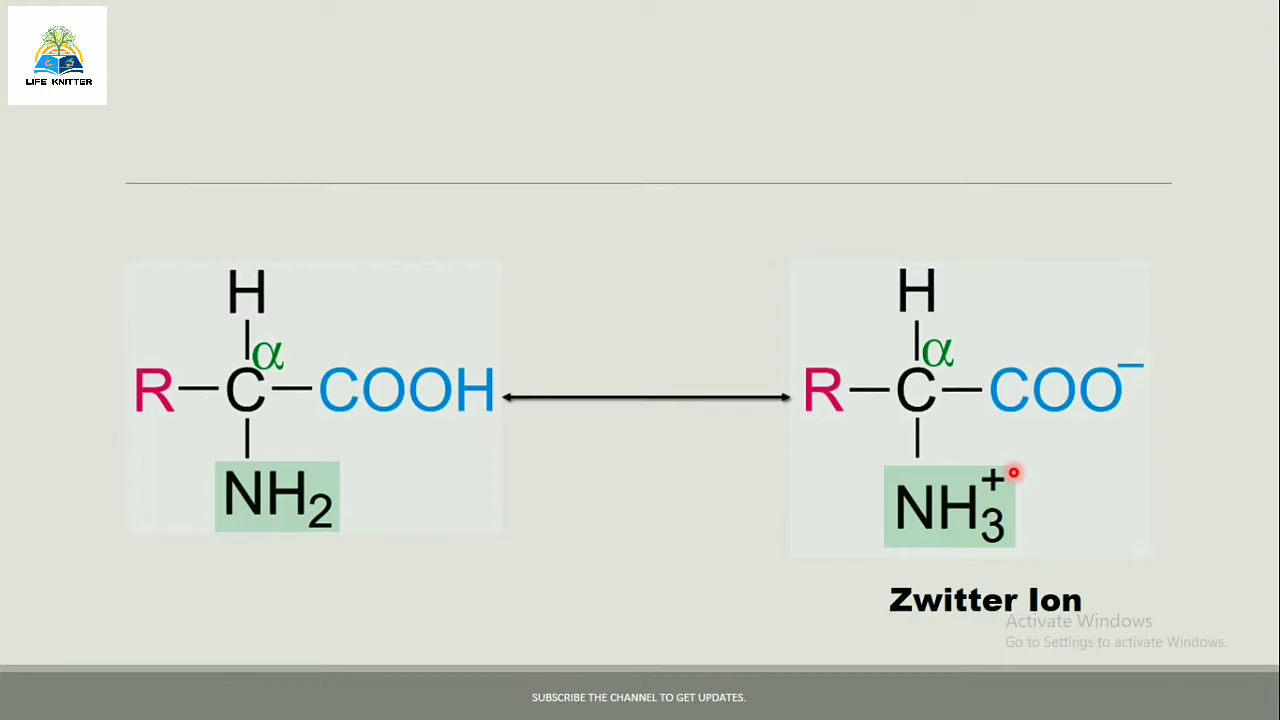 LIFE KNITTER
H
α
R—C—COOH
NH₂
H
α
R—C—COO⁻
NH₃⁺
Zwitter Ion
Activate Windows
Go to Settings to activate Windows.
SUBSCRIBE THE CHANNEL TO GET UPDATES.